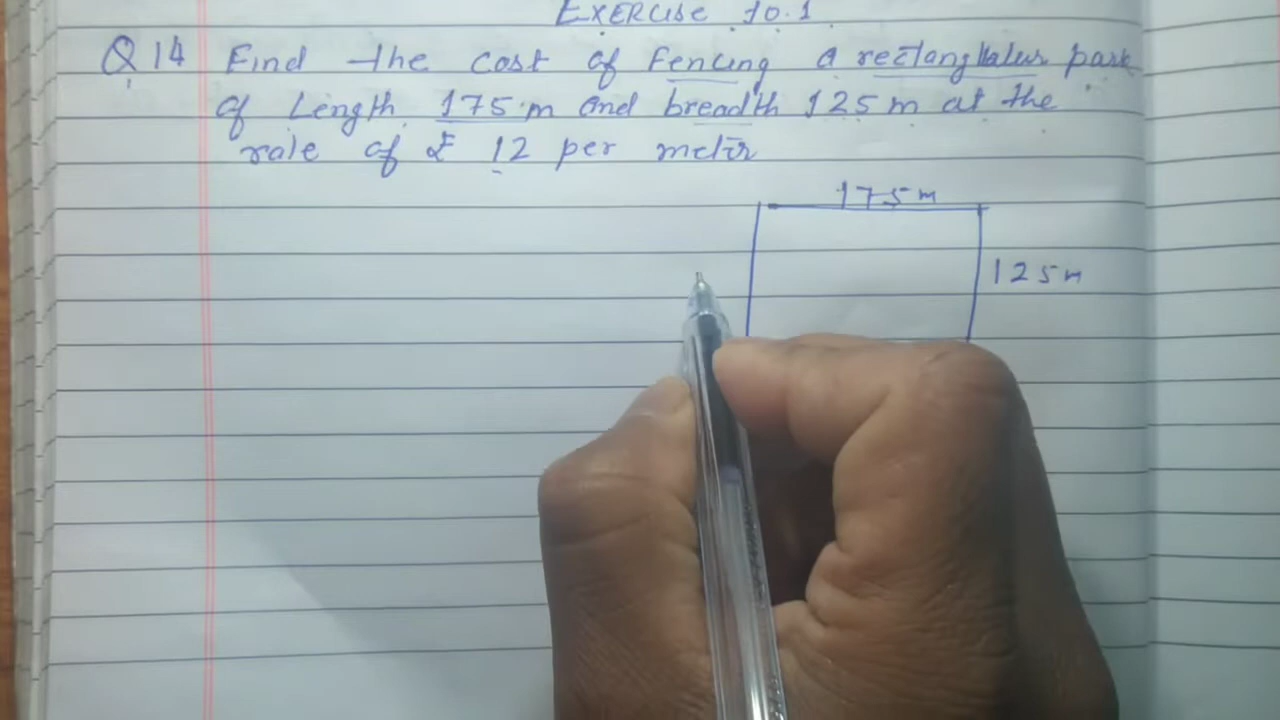 EXERCISE 10.1
Q 14 Find the cost of Fencing a rectangular park
of Length 175 m and breadth 125 m at the
rate of ₹ 12 per meter
175 m
125 m